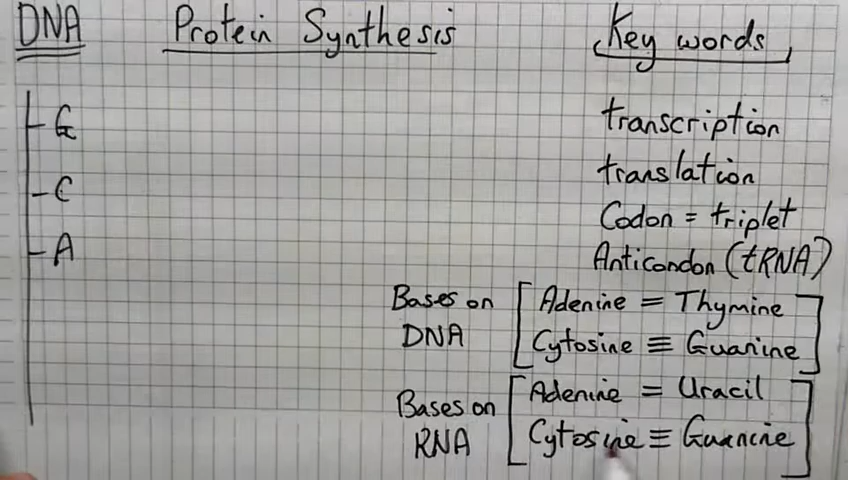 DNA Protein Synthesis Key words
G
C
A
transcription
translation
Codon = triplet
Anticondon (tRNA)
Bases on DNA
Adenine = Thymine
Cytosine ≡ Guanine
Bases on RNA
Adenine = Uracil
Cytosine ≡ Guanine